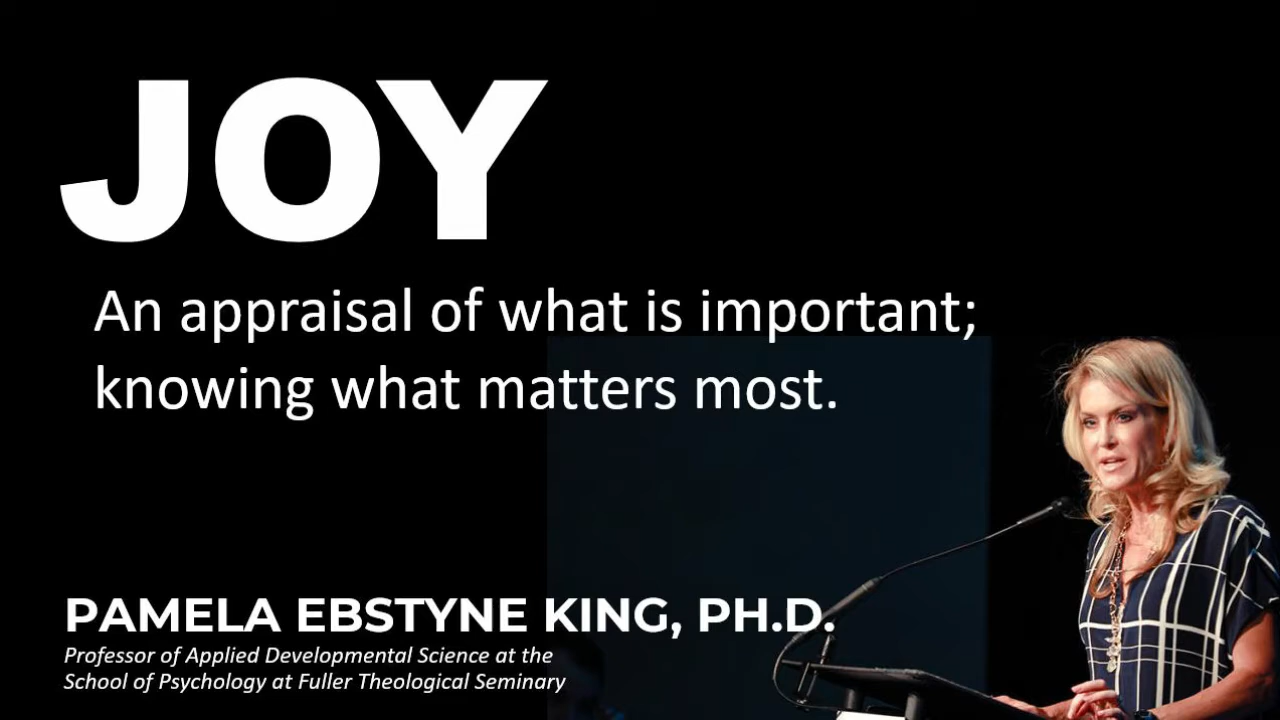 JOY
An appraisal of what is important;
knowing what matters most.
PAMELA EBSTYNE KING, PH.D.
Professor of Applied Developmental Science at the
School of Psychology at Fuller Theological Seminary